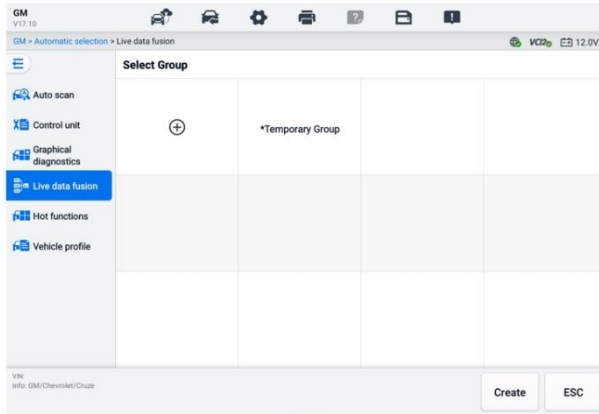 GM
V17.10
GM > Automatic selection > Live data fusion
VCI2
12.0V
Select Group
Auto scan
Control unit
Graphical
diagnostics
Live data fusion
Hot functions
Vehicle profile
*Temporary Group
VIN:
Info: GM/Chevrolet/Cruze
Create
ESC